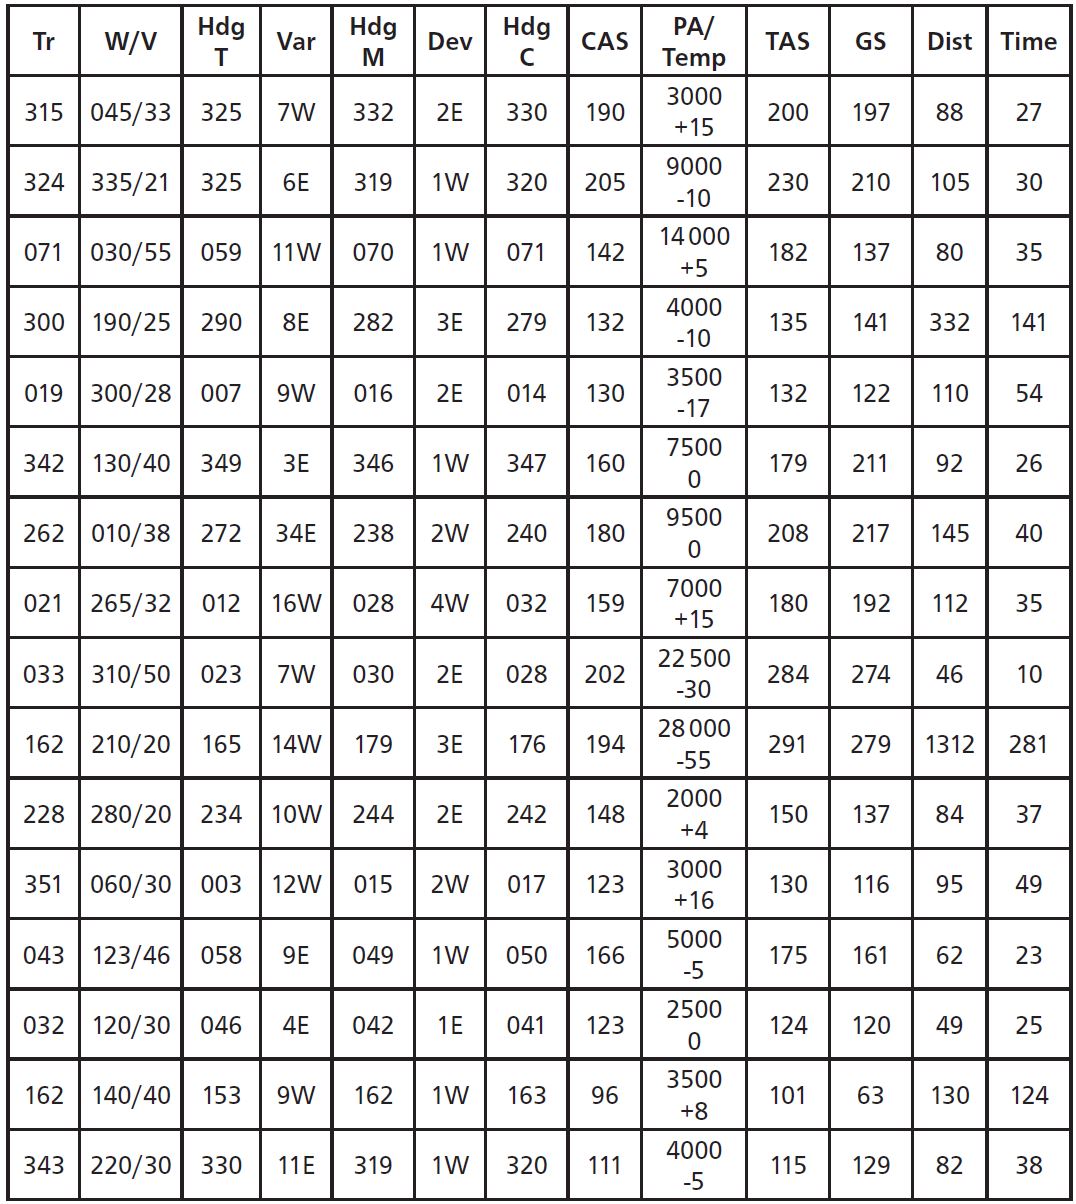 Tr W/V Hdg T Var Hdg M Dev Hdg C CAS PA/ Temp TAS GS Dist Time
315 045/33 325 7W 332 2E 330 190 3000 +15 200 197 88 27
324 335/21 325 6E 319 1W 320 205 9000 -10 230 210 105 30
071 030/55 059 11W 070 1W 071 142 14 000 +5 182 137 80 35
300 190/25 290 8E 282 3E 279 132 4000 -10 135 141 332 141
019 300/28 007 9W 016 2E 014 130 3500 -17 132 122 110 54
342 130/40 349 3E 346 1W 347 160 7500 0 179 211 92 26
262 010/38 272 34E 238 2W 240 180 9500 0 208 217 145 40
021 265/32 012 16W 028 4W 032 159 7000 +15 180 192 112 35
033 310/50 023 7W 030 2E 028 202 22 500 -30 284 274 46 10
162 210/20 165 14W 179 3E 176 194 28 000 -55 291 279 1312 281
228 280/20 234 10W 244 2E 242 148 2000 +4 150 137 84 37
351 060/30 003 12W 015 2W 017 123 3000 +16 130 116 95 49
043 123/46 058 9E 049 1W 050 166 5000 -5 175 161 62 23
032 120/30 046 4E 042 1E 041 123 2500 0 124 120 49 25
162 140/40 153 9W 162 1W 163 96 3500 +8 101 63 130 124
343 220/30 330 11E 319 1W 320 111 4000 -5 115 129 82 38